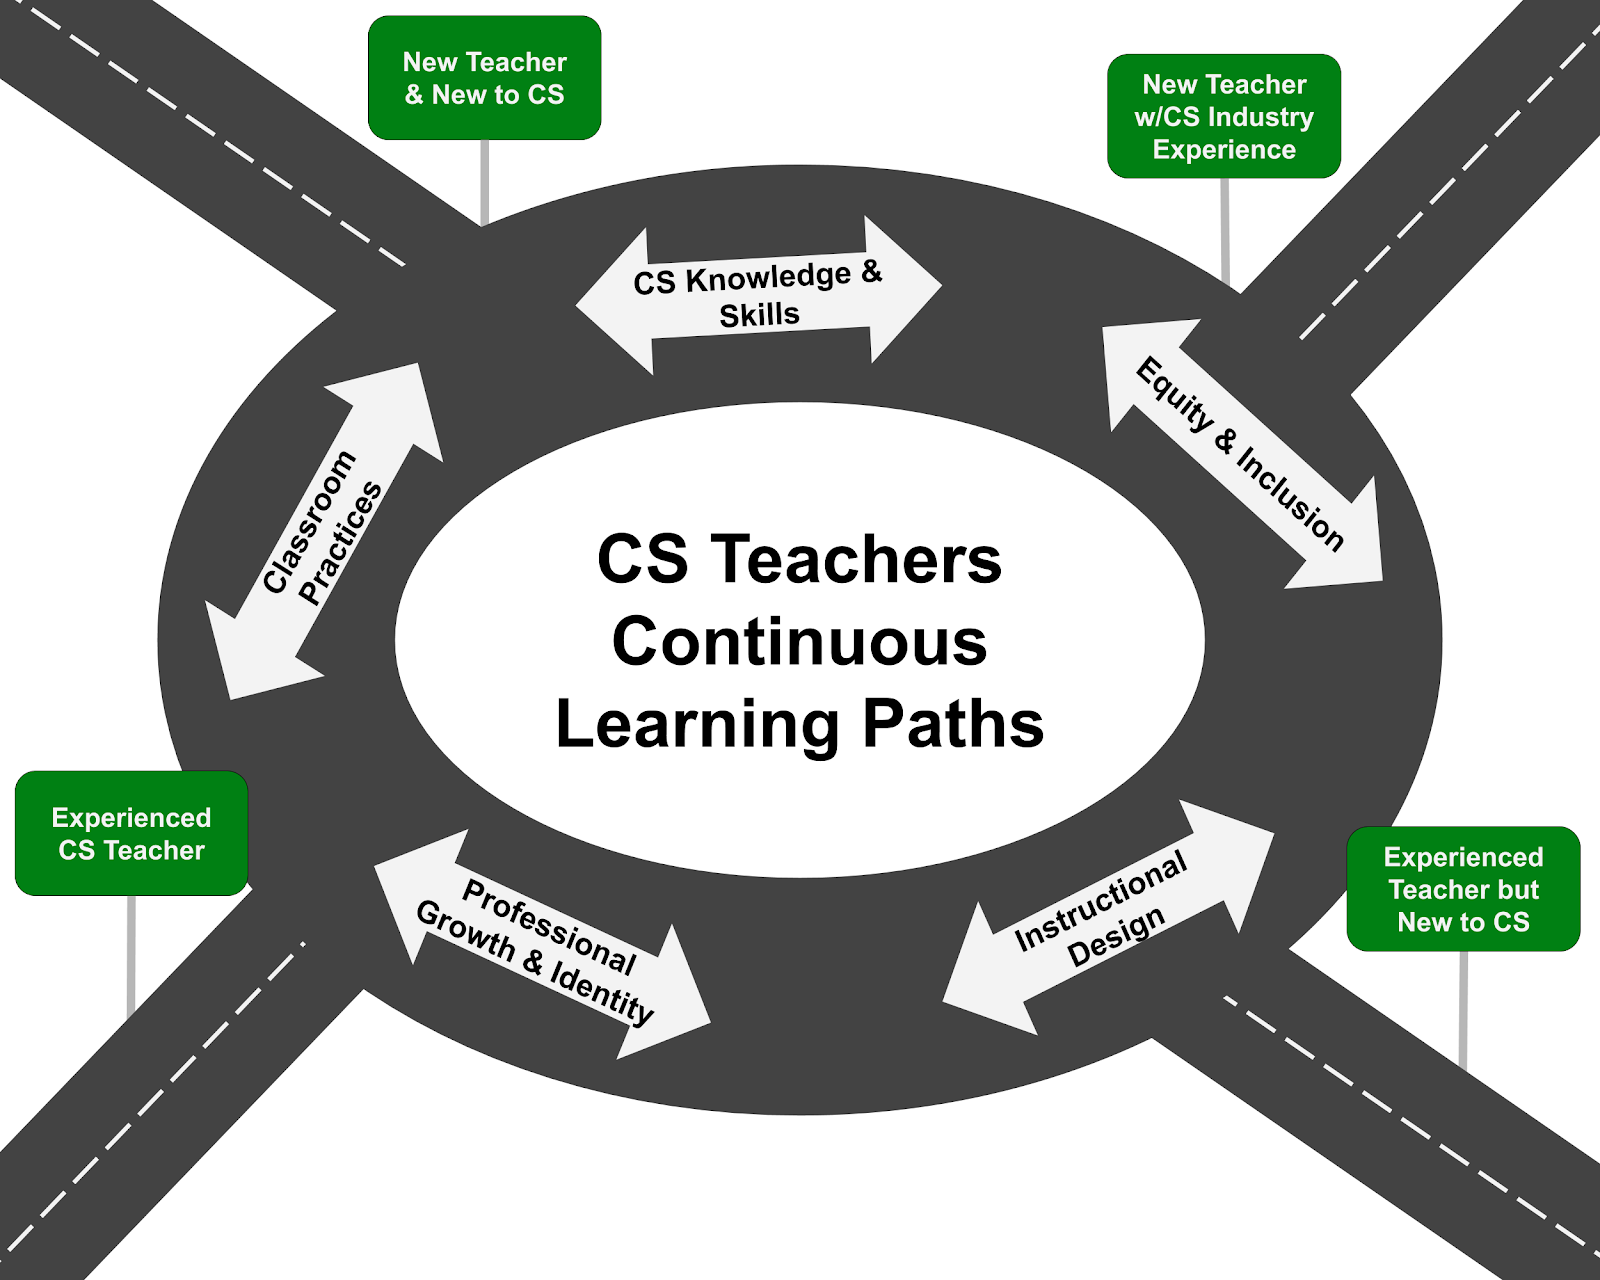 New Teacher
& New to CS
New Teacher
w/CS Industry
Experience
CS Knowledge &
Skills
Equity & Inclusion
Classroom
Practices
CS Teachers
Continuous
Learning Paths
Experienced
CS Teacher
Experienced
Teacher but
New to CS
Professional
Growth & Identity
Instructional
Design